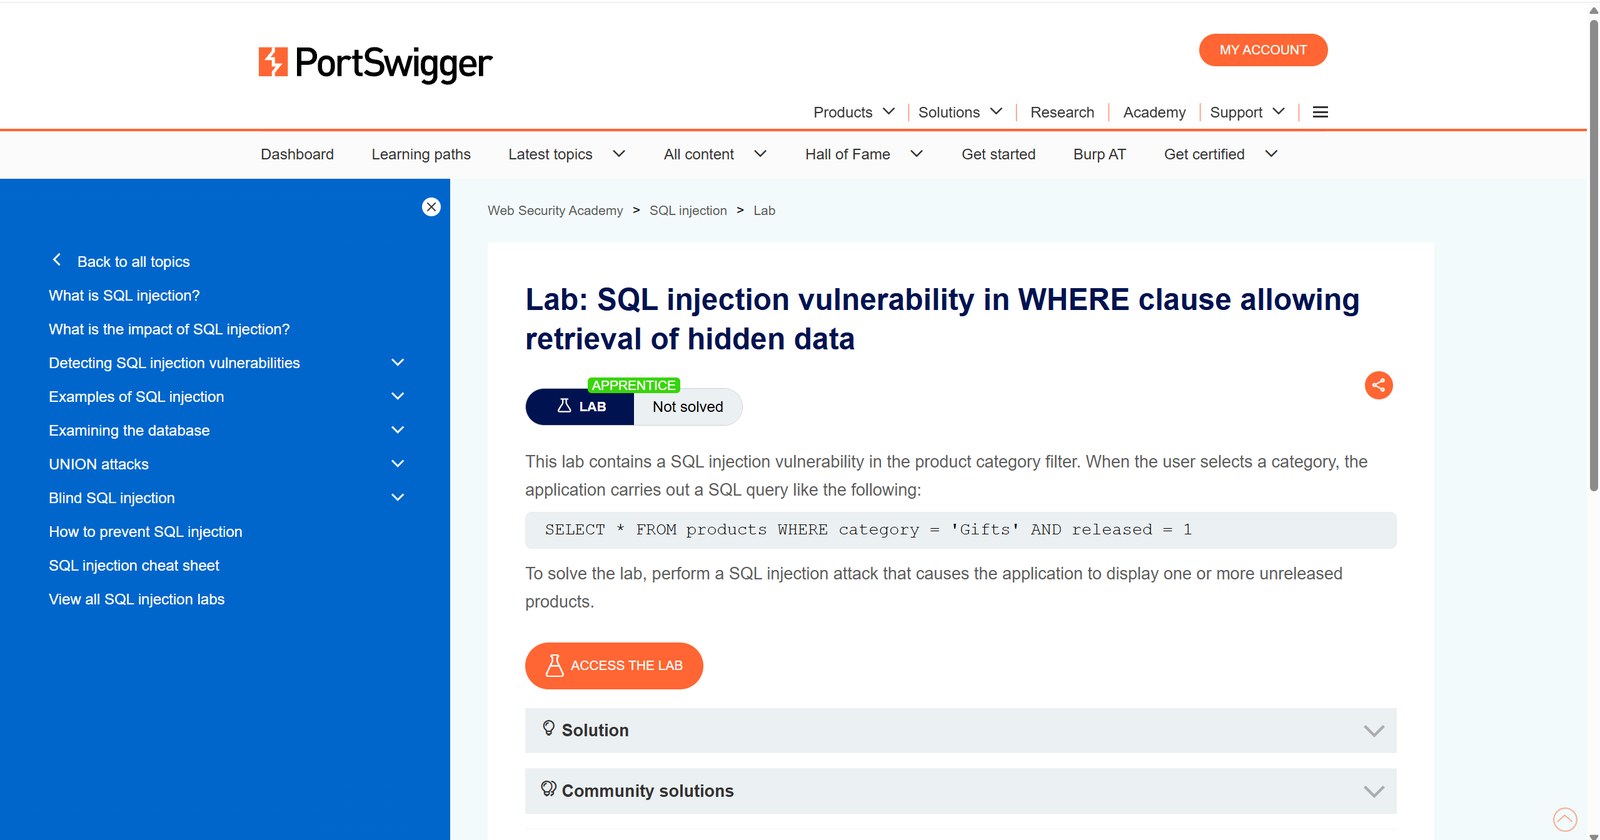 PortSwigger
MY ACCOUNT
Products
Solutions
Research
Academy
Support
Dashboard
Learning paths
Latest topics
All content
Hall of Fame
Get started
Burp AT
Get certified
Back to all topics
What is SQL injection?
What is the impact of SQL injection?
Detecting SQL injection vulnerabilities
Examples of SQL injection
Examining the database
UNION attacks
Blind SQL injection
How to prevent SQL injection
SQL injection cheat sheet
View all SQL injection labs
Web Security Academy > SQL injection > Lab
Lab: SQL injection vulnerability in WHERE clause allowing
retrieval of hidden data
APPRENTICE
LAB
Not solved
This lab contains a SQL injection vulnerability in the product category filter. When the user selects a category, the
application carries out a SQL query like the following:
SELECT * FROM products WHERE category = 'Gifts' AND released = 1
To solve the lab, perform a SQL injection attack that causes the application to display one or more unreleased
products.
ACCESS THE LAB
Solution
Community solutions